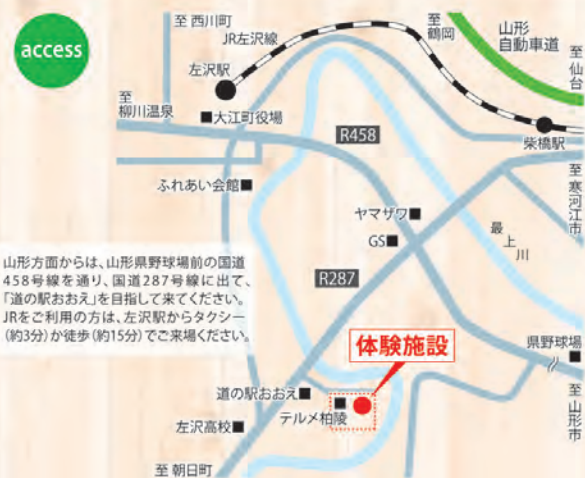 access
至 西川町
JR左沢線
左沢駅
至
柳川温泉
■大江町役場
至
鶴岡
山形
自動車道
至
仙台
柴橋駅
R458
至
寒河江市
ふれあい会館■
ヤマザワ■
GS■
最上川
R287
山形方面からは、山形県野球場前の国道
458号線を通り、国道287号線に出て、
「道の駅おおえ」を目指して来てください。
JRをご利用の方は、左沢駅からタクシー
(約3分)か徒歩(約15分)でご来場ください。
体験施設
県野球場
■
道の駅おおえ■
■
テルメ柏陵
左沢高校■
至 朝日町
至
山形市